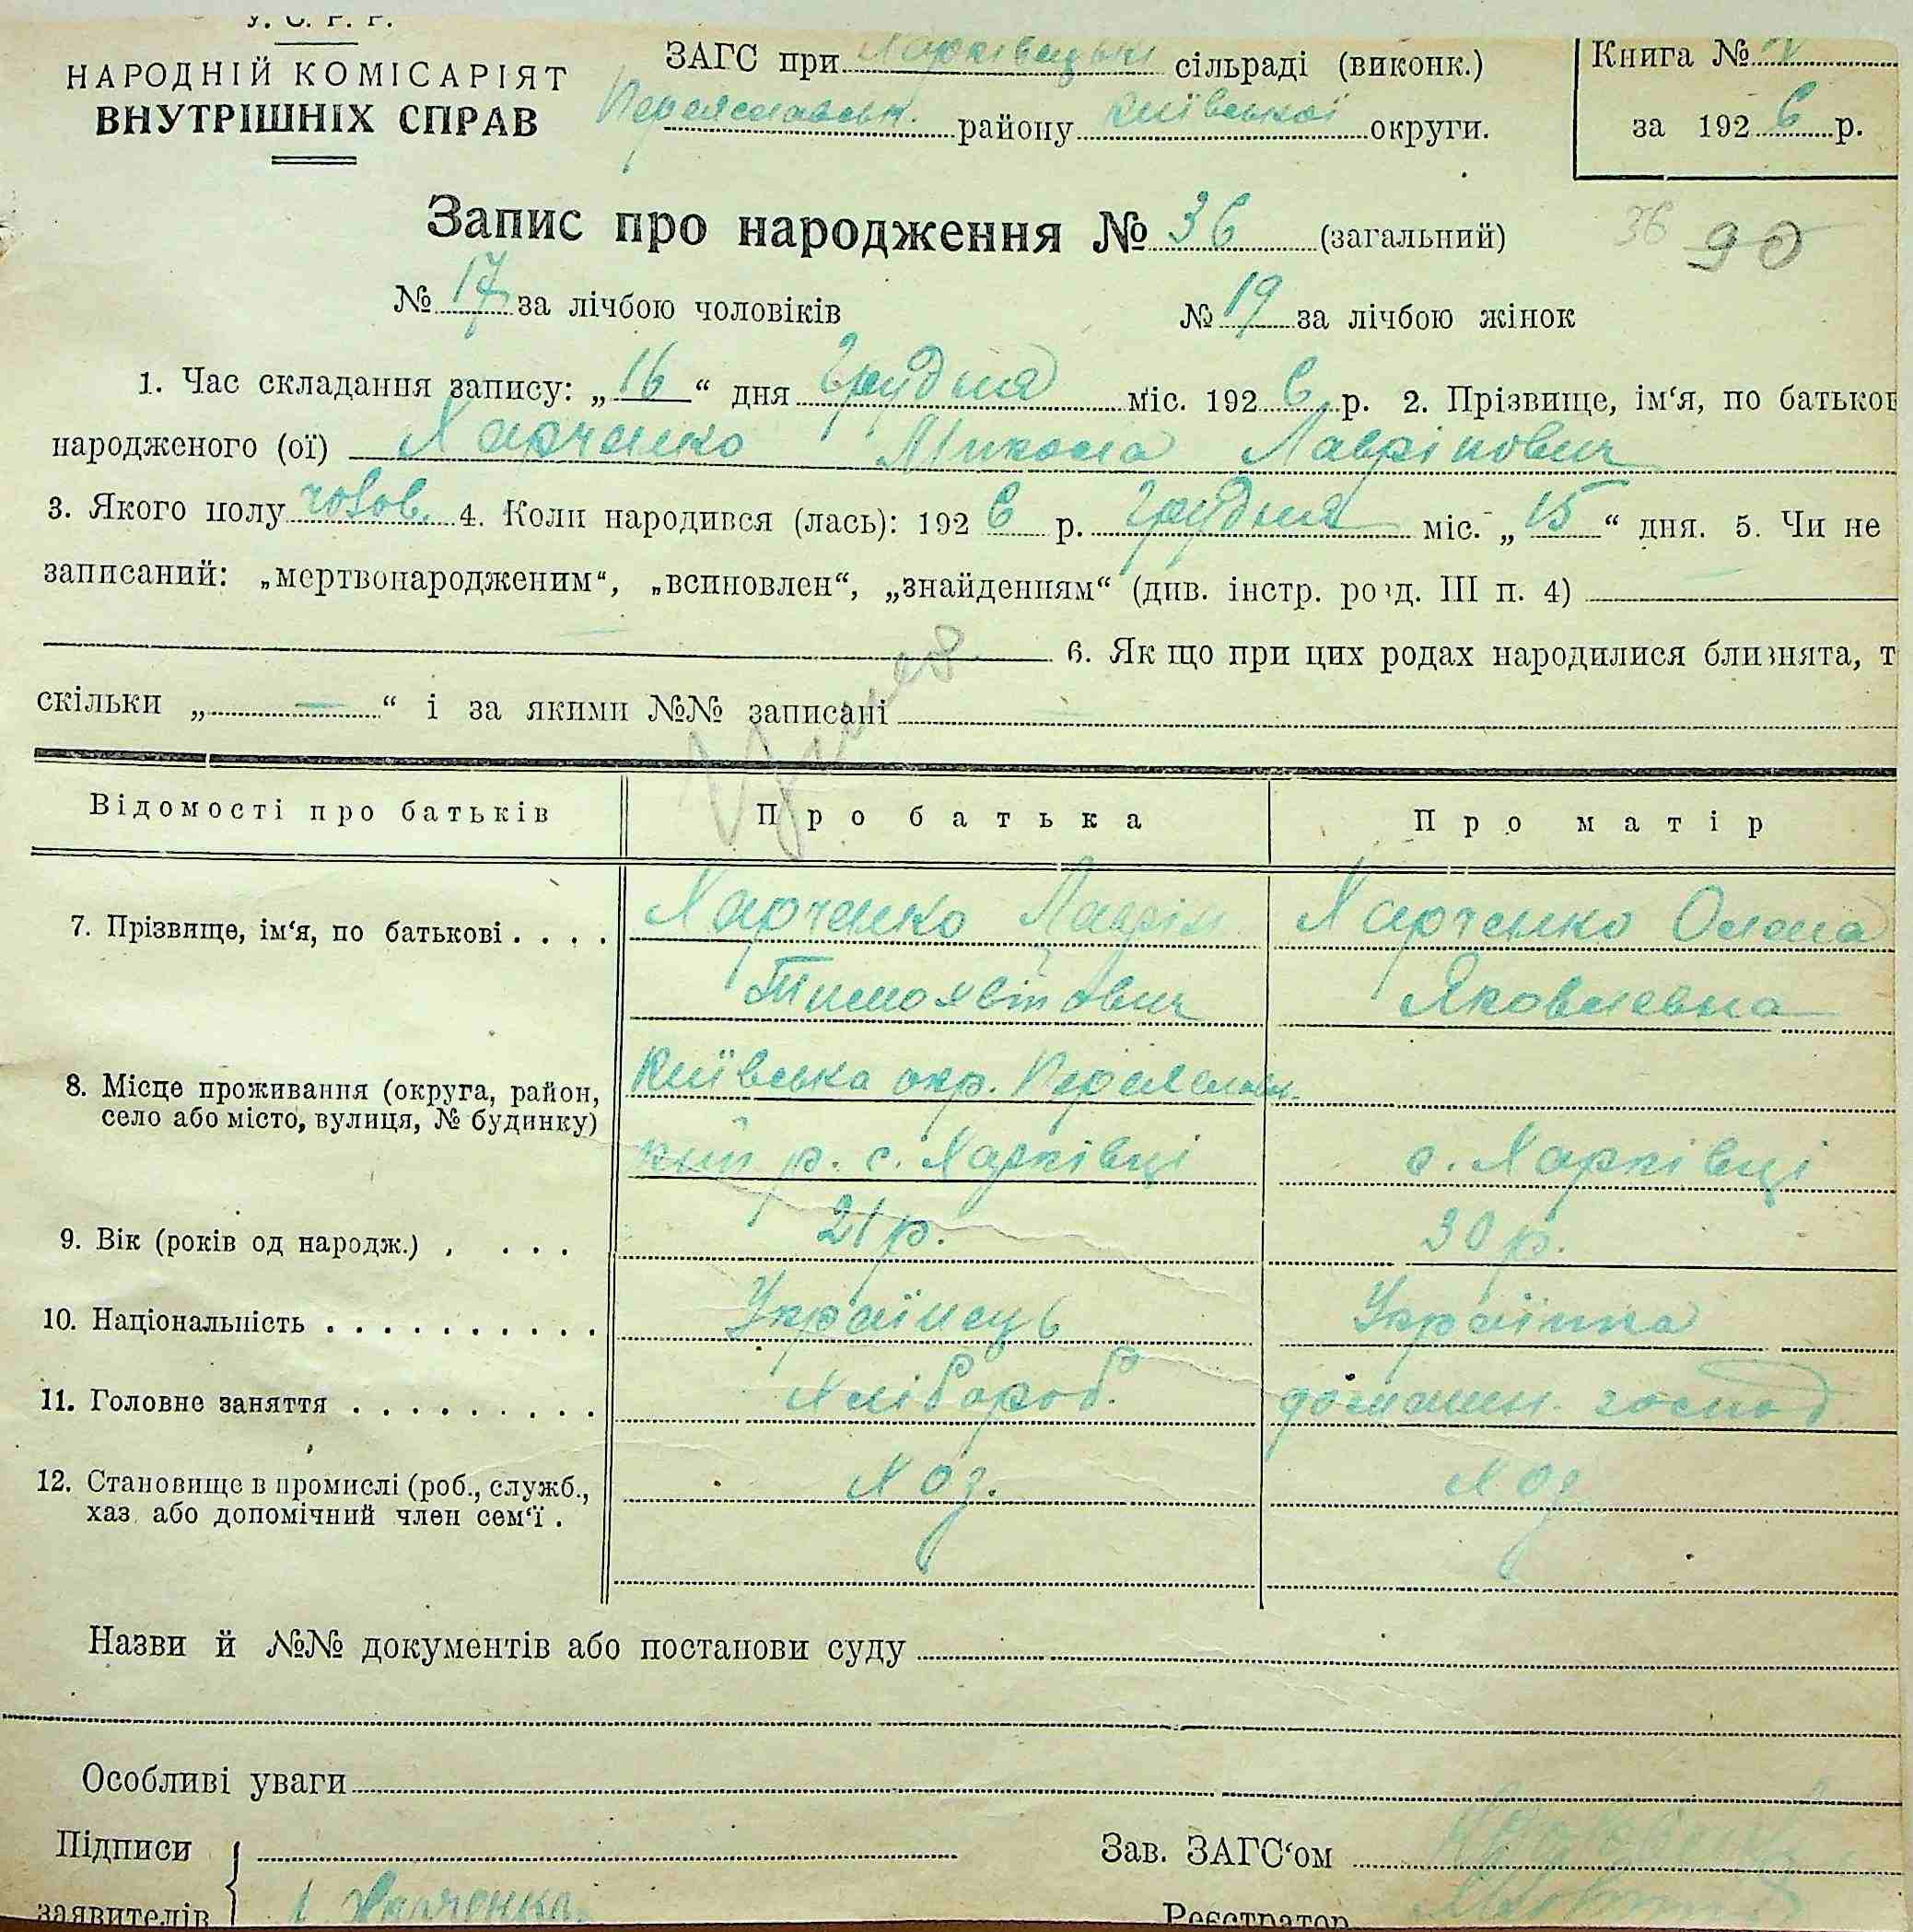 У. С. Р. Р.
НАРОДНІЙ КОМІСАРІЯТ
ВНУТРІШНІХ СПРАВ
ЗАГС при Харківецькі сільраді (виконк.)
Переяславськ. району Київської округи.
Книга №
за 1926 р.
Запис про народження № 36 (загальний)
36 90
№ 17 за лічбою чоловіків № 19 за лічбою жінок
1. Час складання запису: „16“ дня Грудня міс. 1926 р. 2. Прізвище, ім‘я, по батьков
народженого (ої) Харченко Микола Лаврінович
3. Якого полу чолов. 4. Коли народився (лась): 1926 р. Грудня міс. „15“ дня. 5. Чи не
записаний: „мертвонародженим“, „всиновлен“, „знайденням“ (див. інстр. розд. III п. 4)
6. Як що при цих родах народилися близнята, т
скільки „ — “ і за якими №№ записані
Відомості про батьків Про батька Про матір
7. Прізвище, ім‘я, по батькові . . . . Харченко Лаврін Харченко Олена
Тимофвійович Яковлевна
8. Місце проживання (округа, район, село або місто, вулиця, № будинку) Київська окр. Переяславс.
кий р. с. Харківці с. Харківці
9. Вік (років од народж.) , . . . 21 р. 30 р.
10. Національність . . . . . . . . . . Українець Українка
11. Головне заняття . . . . . . . . . Хлібороб. домашн. господ
12. Становище в промислі (роб., служб., хаз. або допомічний член сем‘ї . Хоз. Хоз
Назви й №№ документів або постанови суду
Особливі уваги
Підписи
заявителів
Харченко
Зав. ЗАГС‘ом
Реєстратор